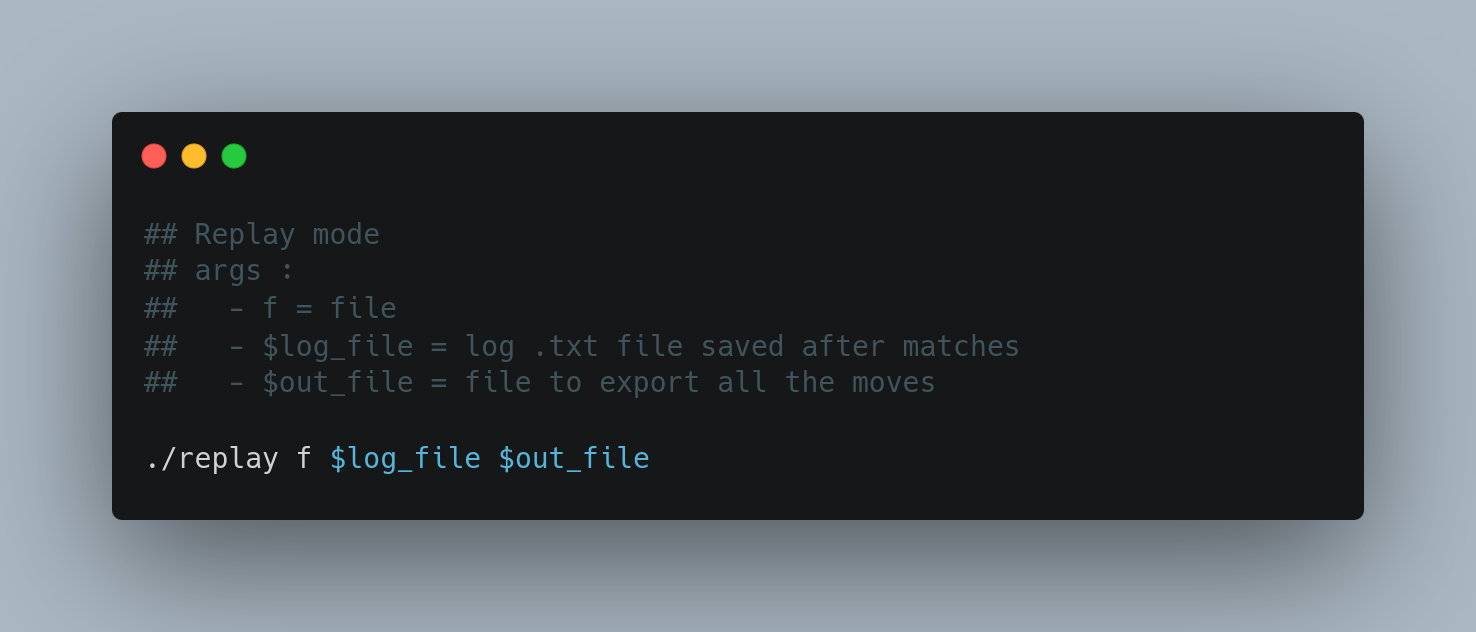 ## Replay mode
## args :
##   - f = file
##   - $log_file = log .txt file saved after matches
##   - $out_file = file to export all the moves
./replay f $log_file $out_file